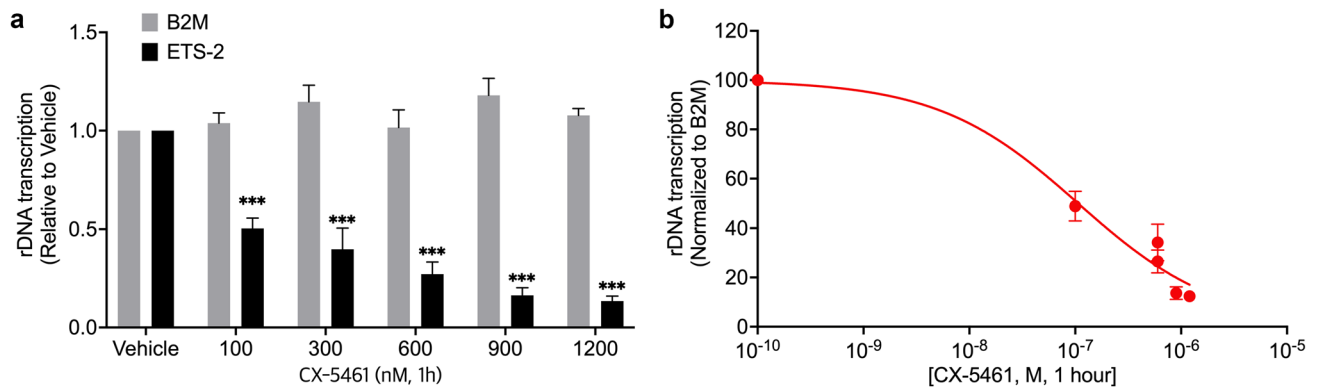 a
B2M
ETS-2
rDNA transcription
(Relative to Vehicle)
1.5
1.0
0.5
0.0
***
***
***
***
***
Vehicle 100 300 600 900 1200
CX-5461 (nM, 1h)
b
rDNA transcription
(Normalized to B2M)
120
100
80
60
40
20
0
10⁻¹⁰ 10⁻⁹ 10⁻⁸ 10⁻⁷ 10⁻⁶ 10⁻⁵
[CX-5461, M, 1 hour]